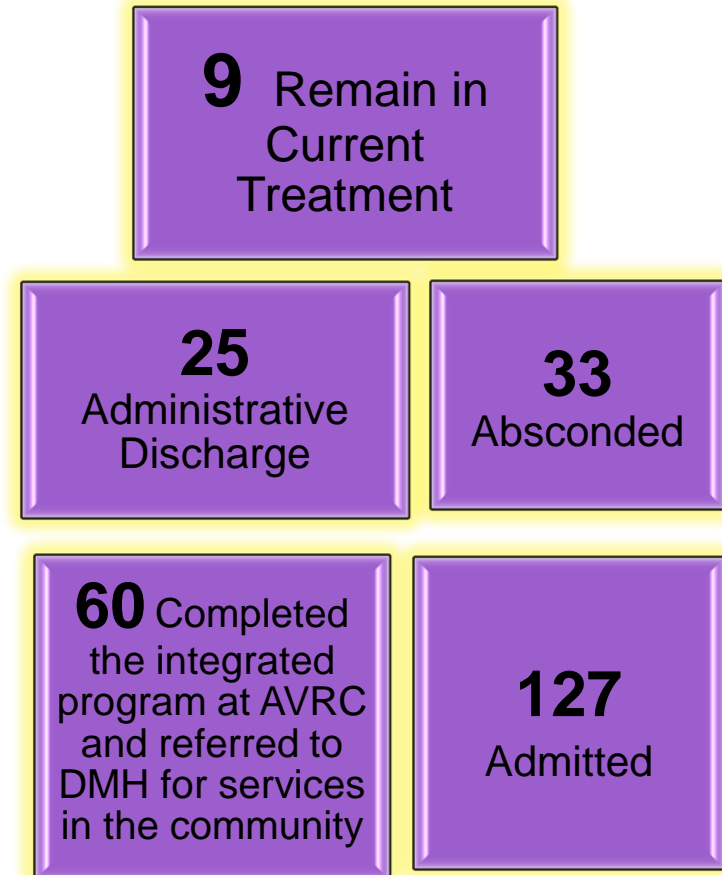 9 Remain in
Current
Treatment
25
Administrative
Discharge
33
Absconded
60 Completed
the integrated
program at AVRC
and referred to
DMH for services
in the community
127
Admitted